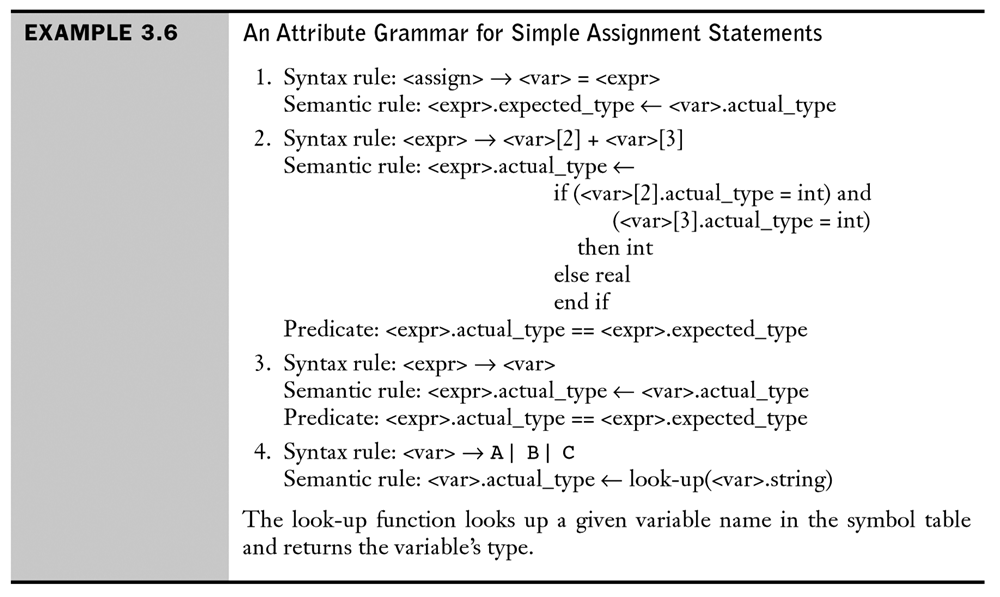 EXAMPLE 3.6
An Attribute Grammar for Simple Assignment Statements
1. Syntax rule: <assign> → <var> = <expr>
Semantic rule: <expr>.expected_type ← <var>.actual_type
2. Syntax rule: <expr> → <var>[2] + <var>[3]
Semantic rule: <expr>.actual_type ←
if (<var>[2].actual_type = int) and
(<var>[3].actual_type = int)
then int
else real
end if
Predicate: <expr>.actual_type == <expr>.expected_type
3. Syntax rule: <expr> → <var>
Semantic rule: <expr>.actual_type ← <var>.actual_type
Predicate: <expr>.actual_type == <expr>.expected_type
4. Syntax rule: <var> → A | B | C
Semantic rule: <var>.actual_type ← look-up(<var>.string)
The look-up function looks up a given variable name in the symbol table
and returns the variable’s type.